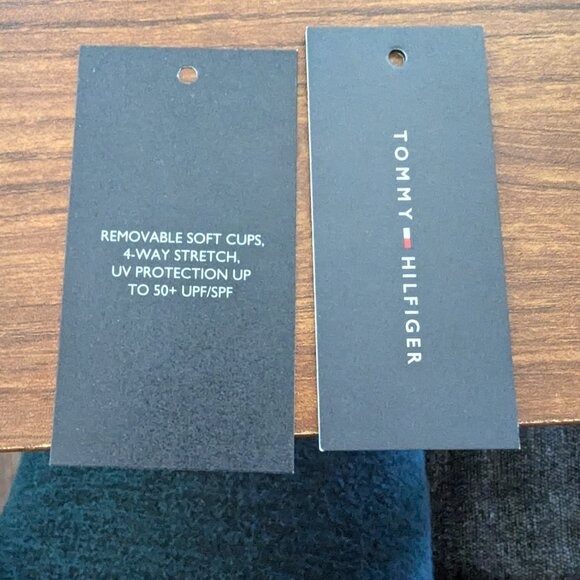 REMOVABLE SOFT CUPS,
4-WAY STRETCH,
UV PROTECTION UP
TO 50+ UPF/SPF
TOMMY HILFIGER